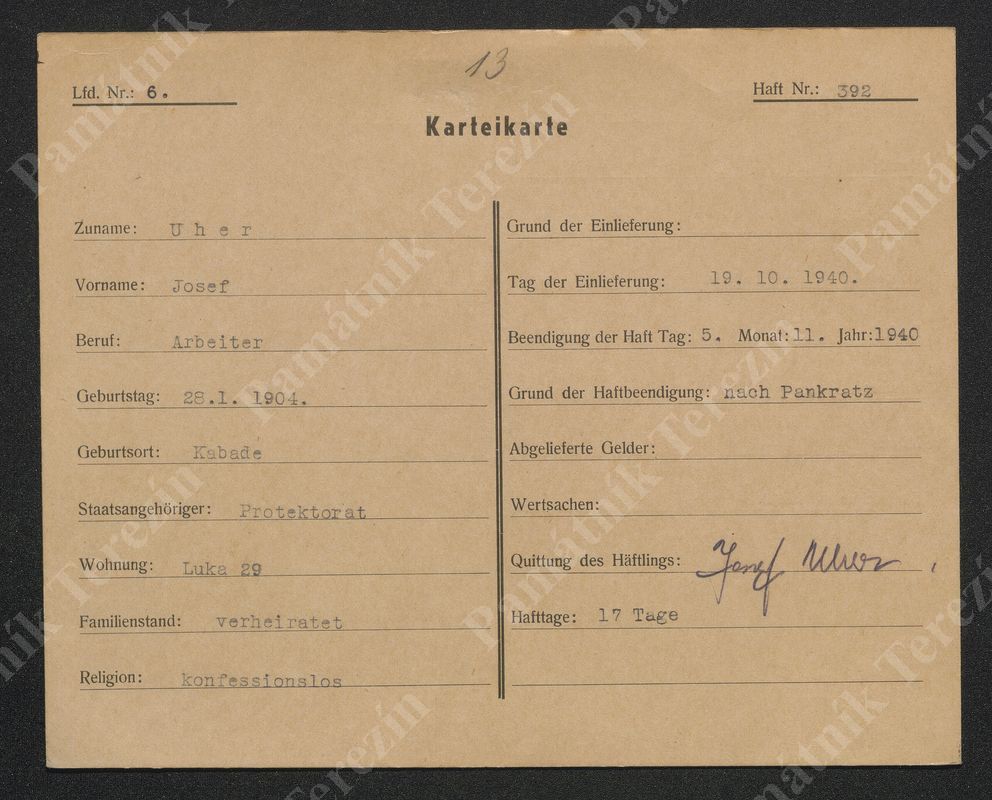 13
Lfd. Nr.: 6.
Haft Nr.: 392
Karteikarte
Zuname: Uher
Vorname: Josef
Beruf: Arbeiter
Geburtstag: 28.1. 1904.
Geburtsort: Kabade
Staatsangehöriger: Protektorat
Wohnung: Luka 29
Familienstand: verheiratet
Religion: konfessionslos
Grund der Einlieferung:
Tag der Einlieferung: 19. 10. 1940.
Beendigung der Haft Tag: 5. Monat: 11. Jahr: 1940
Grund der Haftbeendigung: nach Pankratz
Abgelieferte Gelder:
Wertsachen:
Quittung des Häftlings: Josef Uher
Hafttage: 17 Tage
Památník Terezín